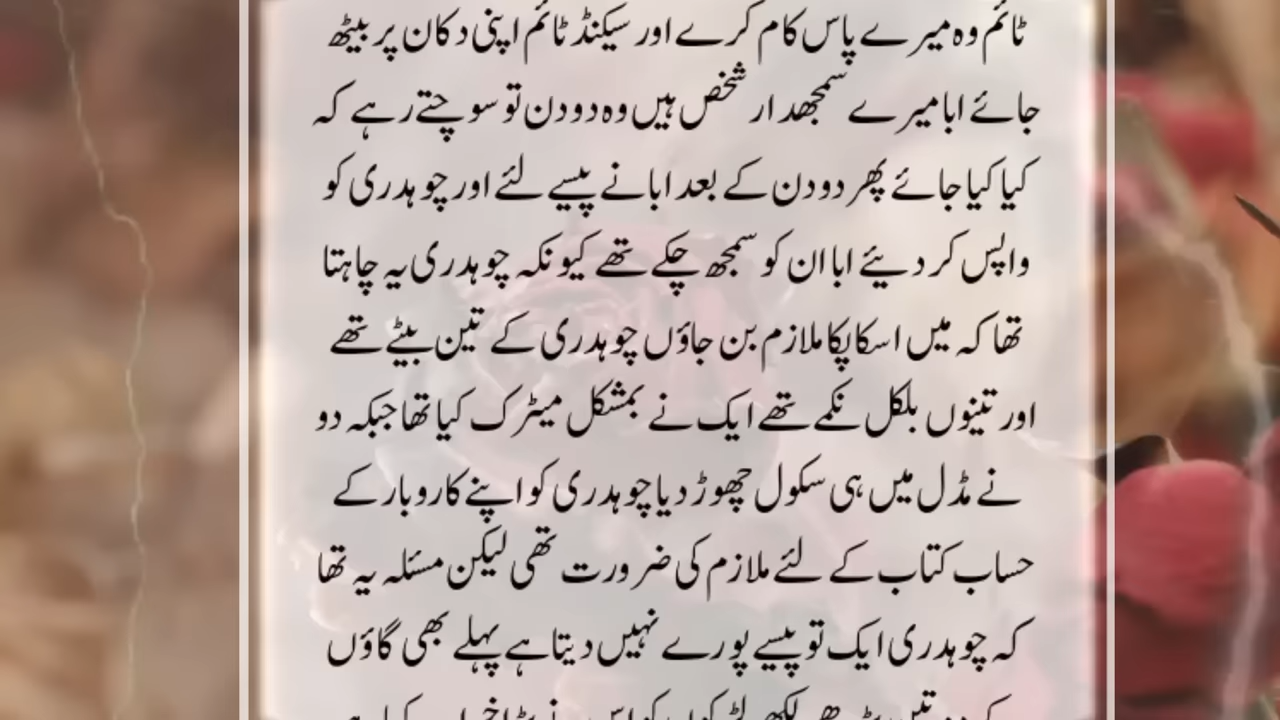 ٹائم وہ میرے پاس کام کرے اور سیکنڈ ٹائم اپنی دکان پر بیٹھ
جائے ابا میرے سمجھدار شخص ہیں وہ دو دن تو سوچتے رہے کہ
کیا کیا جائے پھر دو دن کے بعد ابا نے پیسے لئے اور چوہدری کو
واپس کر دیئے ابا ان کو سمجھ چکے تھے کیونکہ چوہدری یہ چاہتا
تھا کہ میں اسکا پکا ملازم بن جاؤں چوہدری کے تین بیٹے تھے
اور تینوں بلکل نکمے تھے ایک نے بمشکل میٹرک کیا تھا جبکہ دو
نے مڈل میں ہی سکول چھوڑ دیا چوہدری کو اپنے کاروبار کے
حساب کتاب کے لئے ملازم کی ضرورت تھی لیکن مسئلہ یہ تھا
کہ چوہدری ایک تو پیسے پورے نہیں دیتا ہے پہلے بھی گاؤں